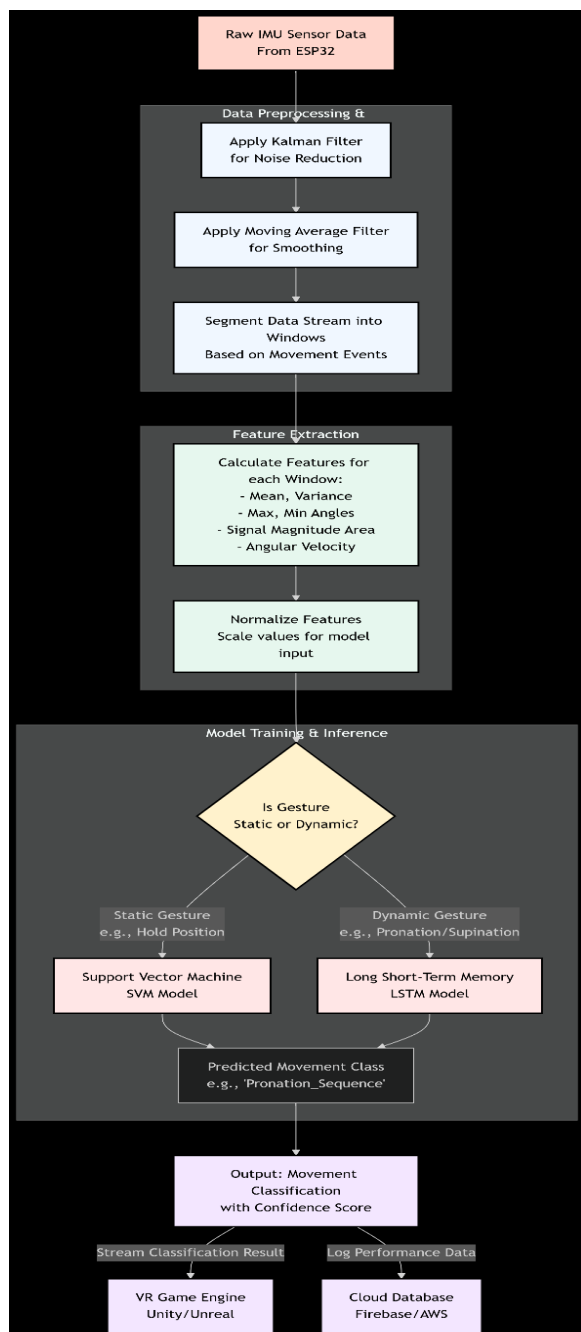 Raw IMU Sensor Data
From ESP32
Data Preprocessing &
Apply Kalman Filter
for Noise Reduction
Apply Moving Average Filter
for Smoothing
Segment Data Stream into
Windows
Based on Movement Events
Feature Extraction
Calculate Features for
each Window:
- Mean, Variance
- Max, Min Angles
- Signal Magnitude Area
- Angular Velocity
Normalize Features
Scale values for model
input
Model Training & Inference
Is Gesture
Static or Dynamic?
Static Gesture
e.g., Hold Position
Dynamic Gesture
e.g., Pronation/Supination
Support Vector Machine
SVM Model
Long Short-Term Memory
LSTM Model
Predicted Movement Class
e.g., 'Pronation_Sequence'
Output: Movement
Classification
with Confidence Score
Stream Classification Result
Log Performance Data
VR Game Engine
Unity/Unreal
Cloud Database
Firebase/AWS